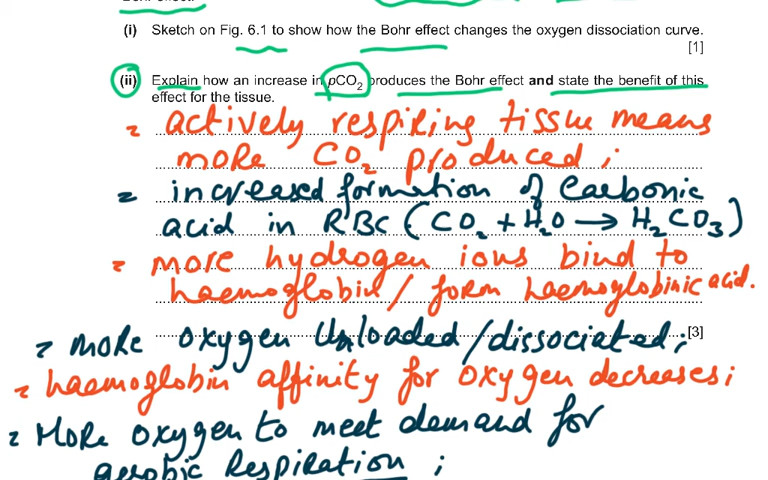 Bohr effect.
(i) Sketch on Fig. 6.1 to show how the Bohr effect changes the oxygen dissociation curve.
[1]
(ii) Explain how an increase in pCO₂ produces the Bohr effect and state the benefit of this
effect for the tissue.
= actively respiring tissue means
more CO₂ produced ;
= increased formation of carbonic
acid in RBC (CO₂ + H₂O → H₂CO₃)
= more hydrogen ions bind to
haemoglobin / form haemoglobinic acid.
= more oxygen unloaded/dissociated; [3]
= haemoglobin affinity for oxygen decreases;
= More oxygen to meet demand for
aerobic respiration ;